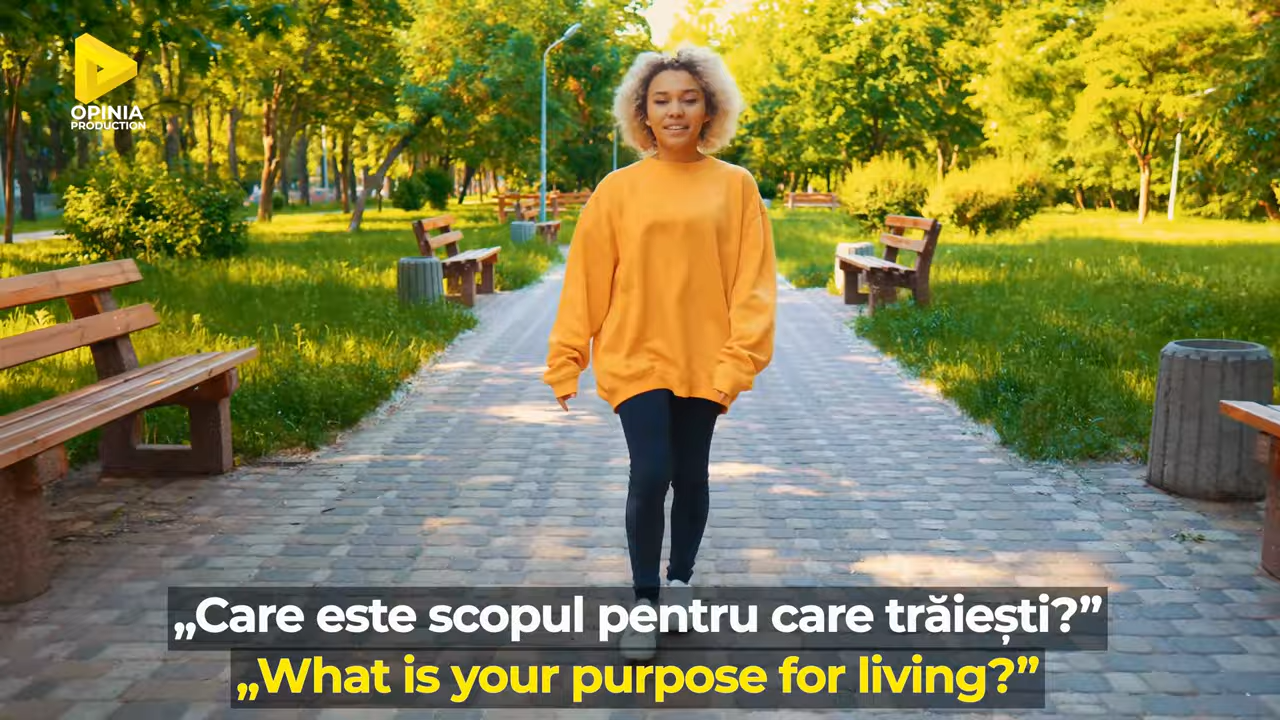 OPINIA
PRODUCTION
„Care este scopul pentru care trăiești?”
„What is your purpose for living?”